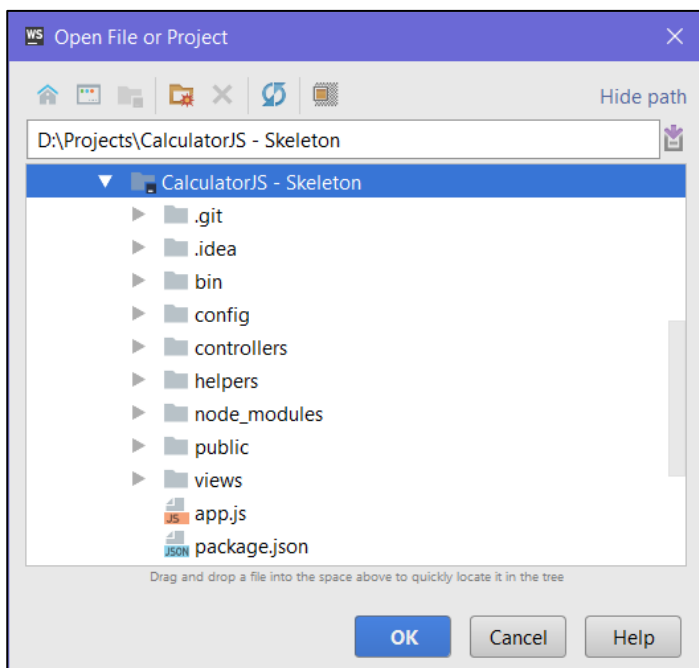 WS Open File or Project
Hide path
D:\Projects\CalculatorJS - Skeleton
CalculatorJS - Skeleton
.git
.idea
bin
config
controllers
helpers
node_modules
public
views
JS app.js
JSON package.json
Drag and drop a file into the space above to quickly locate it in the tree
OK Cancel Help